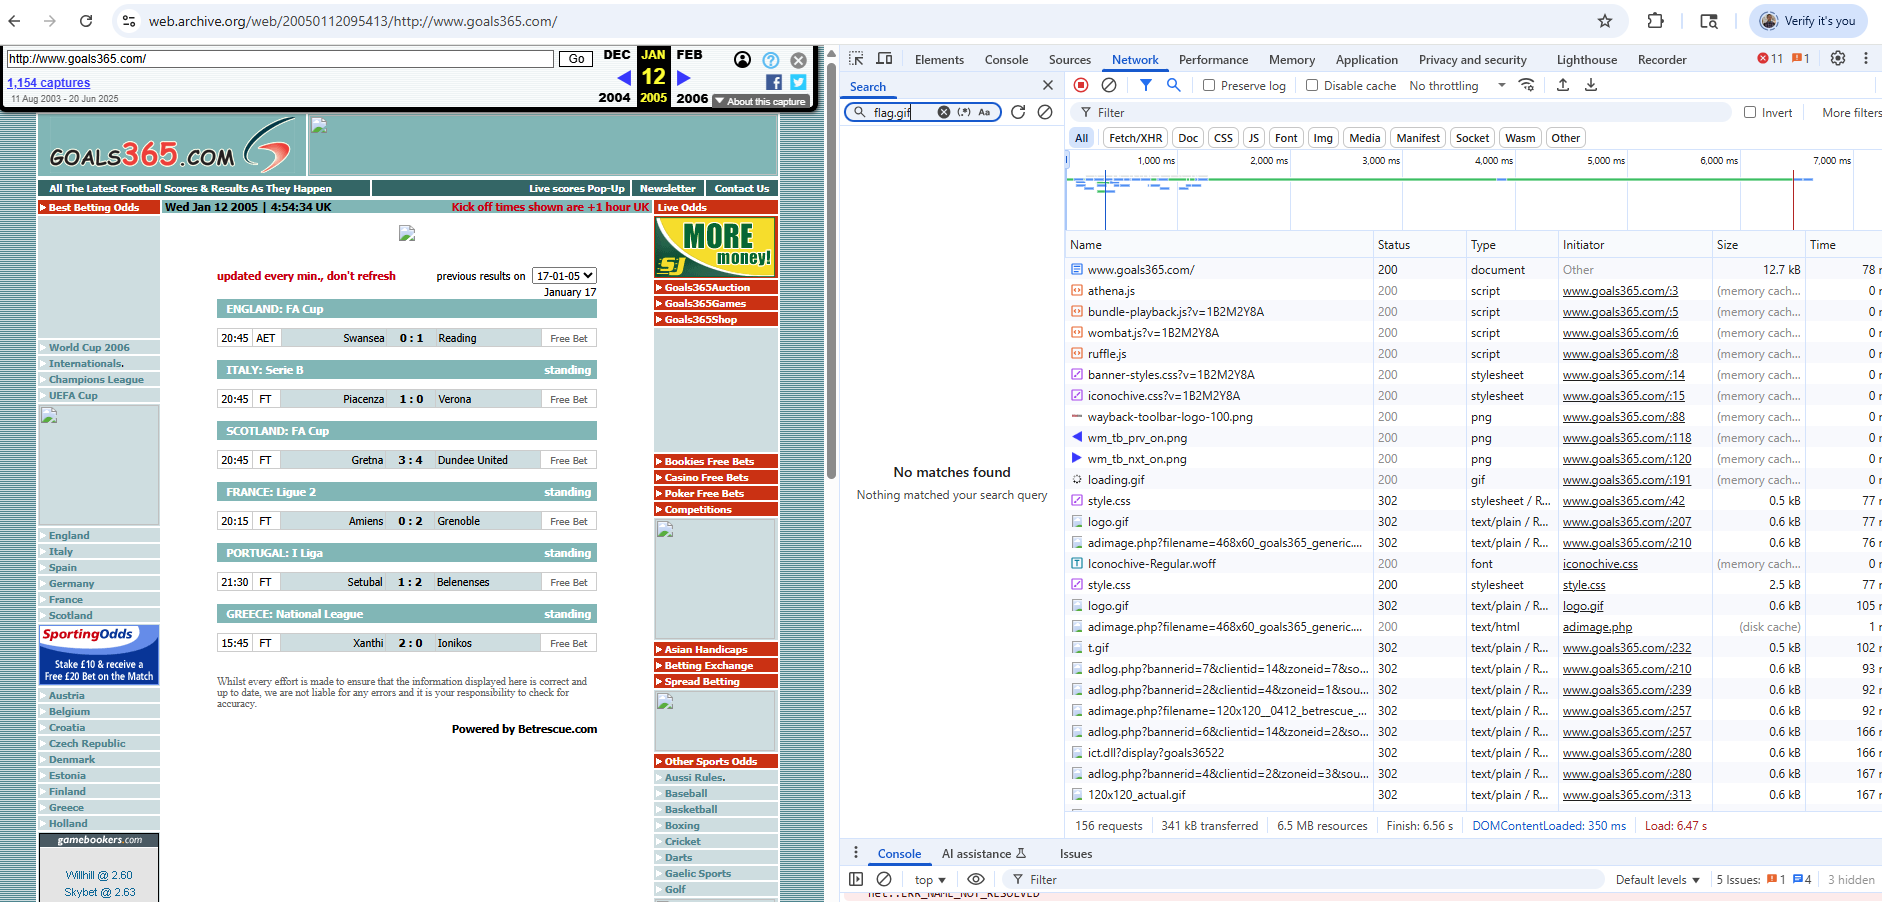 web.archive.org/web/20050112095413/http://www.goals365.com/
Verify it's you
http://www.goals365.com/
Go
DEC
JAN
FEB
1,154 captures
12
11 Aug 2003 - 20 Jun 2025
2004
2005
2006
About this capture
GOALS365.COM
All The Latest Football Scores & Results As They Happen
Live scores Pop-Up
Newsletter
Contact Us
Best Betting Odds
Wed Jan 12 2005 | 4:54:34 UK
Kick off times shown are +1 hour UK
Live Odds
MORE
money!
SJ
updated every min., don't refresh
previous results on
17-01-05
January 17
ENGLAND: FA Cup
20:45 AET Swansea 0 : 1 Reading Free Bet
ITALY: Serie B standing
20:45 FT Piacenza 1 : 0 Verona Free Bet
SCOTLAND: FA Cup
20:45 FT Gretna 3 : 4 Dundee United Free Bet
FRANCE: Ligue 2 standing
20:15 FT Amiens 0 : 2 Grenoble Free Bet
PORTUGAL: I Liga standing
21:30 FT Setubal 1 : 2 Belenenses Free Bet
GREECE: National League standing
15:45 FT Xanthi 2 : 0 Ionikos Free Bet
Whilst every effort is made to ensure that the information displayed here is correct and
up to date, we are not liable for any errors and it is your responsibility to check for
accuracy.
Powered by Betrescue.com
World Cup 2006
Internationals.
Champions League
UEFA Cup
England
Italy
Spain
Germany
France
Scotland
SportingOdds
Stake £10 & receive a
Free £20 Bet on the Match
Austria
Belgium
Croatia
Czech Republic
Denmark
Estonia
Finland
Greece
Holland
gamebookers.com
Willhill @ 2.60
Skybet @ 2.63
Goals365Auction
Goals365Games
Goals365Shop
Bookies Free Bets
Casino Free Bets
Poker Free Bets
Competitions
Asian Handicaps
Betting Exchange
Spread Betting
Other Sports Odds
Aussi Rules.
Baseball
Basketball
Boxing
Cricket
Darts
Gaelic Sports
Golf
Elements
Console
Sources
Network
Performance
Memory
Application
Privacy and security
Lighthouse
Recorder
11
1
Search
flag.gif
(.*)
Aa
No matches found
Nothing matched your search query
Preserve log
Disable cache
No throttling
Filter
Invert
More filters
All
Fetch/XHR
Doc
CSS
JS
Font
Img
Media
Manifest
Socket
Wasm
Other
1,000 ms
2,000 ms
3,000 ms
4,000 ms
5,000 ms
6,000 ms
7,000 ms
Name Status Type Initiator Size Time
www.goals365.com/ 200 document Other 12.7 kB 78
athena.js 200 script www.goals365.com/:3 (memory cach... 0
bundle-playback.js?v=1B2M2Y8A 200 script www.goals365.com/:5 (memory cach... 0
wombat.js?v=1B2M2Y8A 200 script www.goals365.com/:6 (memory cach... 0
ruffle.js 200 script www.goals365.com/:8 (memory cach... 0
banner-styles.css?v=1B2M2Y8A 200 stylesheet www.goals365.com/:14 (memory cach... 0
iconochive.css?v=1B2M2Y8A 200 stylesheet www.goals365.com/:15 (memory cach... 0
wayback-toolbar-logo-100.png 200 png www.goals365.com/:88 (memory cach... 0
wm_tb_prv_on.png 200 png www.goals365.com/:118 (memory cach... 0
wm_tb_nxt_on.png 200 png www.goals365.com/:120 (memory cach... 0
loading.gif 200 gif www.goals365.com/:191 (memory cach... 0
style.css 302 stylesheet / R... www.goals365.com/:42 0.5 kB 77
logo.gif 302 text/plain / R... www.goals365.com/:207 0.6 kB 77
adimage.php?filename=468x60_goals365_generic.... 302 text/plain / R... www.goals365.com/:210 0.6 kB 76
Iconochive-Regular.woff 200 font iconochive.css (memory cach... 0
style.css 200 stylesheet style.css 2.5 kB 77
logo.gif 302 text/plain / R... logo.gif 0.6 kB 105
adimage.php?filename=468x60_goals365_generic.... 200 text/html adimage.php (disk cache) 1
t.gif 302 text/plain / R... www.goals365.com/:232 0.5 kB 102
adlog.php?bannerid=7&clientid=14&zoneid=7&sou... 302 text/plain / R... www.goals365.com/:210 0.6 kB 93
adlog.php?bannerid=2&clientid=4&zoneid=1&sour... 302 text/plain / R... www.goals365.com/:239 0.6 kB 92
adimage.php?filename=120x120__0412_betrescue_... 302 text/plain / R... www.goals365.com/:257 0.6 kB 92
adlog.php?bannerid=6&clientid=14&zoneid=2&so... 302 text/plain / R... www.goals365.com/:257 0.6 kB 166
ict.dll?display?goals36522 302 text/plain / R... www.goals365.com/:280 0.5 kB 166
adlog.php?bannerid=4&clientid=2&zoneid=3&sou... 302 text/plain / R... www.goals365.com/:280 0.6 kB 167
120x120_actual.gif 302 text/plain / R... www.goals365.com/:313 0.6 kB 167
156 requests
341 kB transferred
6.5 MB resources
Finish: 6.56 s
DOMContentLoaded: 350 ms
Load: 6.47 s
Console
AI assistance
Issues
top
Filter
Default levels
5 Issues:
1
4
3 hidden
net::ERR_NAME_NOT_RESOLVED